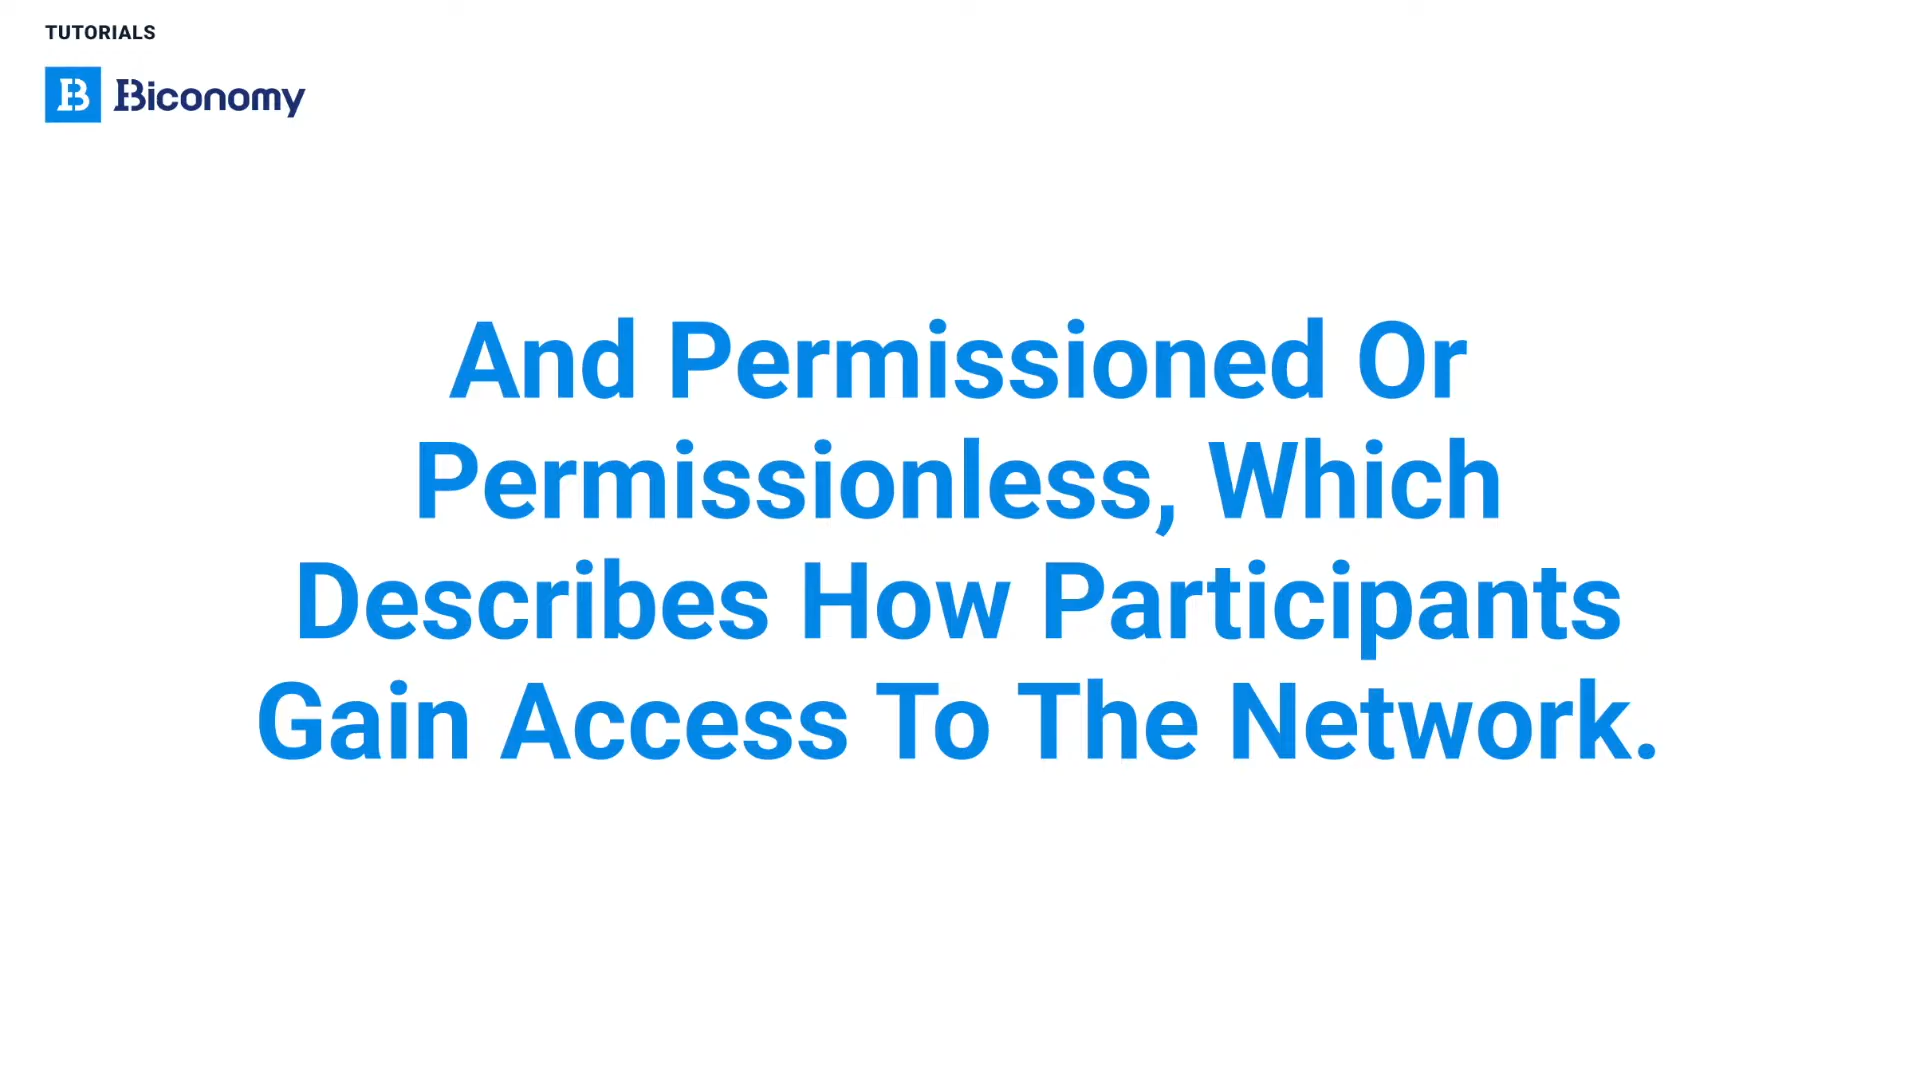 TUTORIALS
B Biconomy
And Permissioned Or
Permissionless, Which
Describes How Participants
Gain Access To The Network.